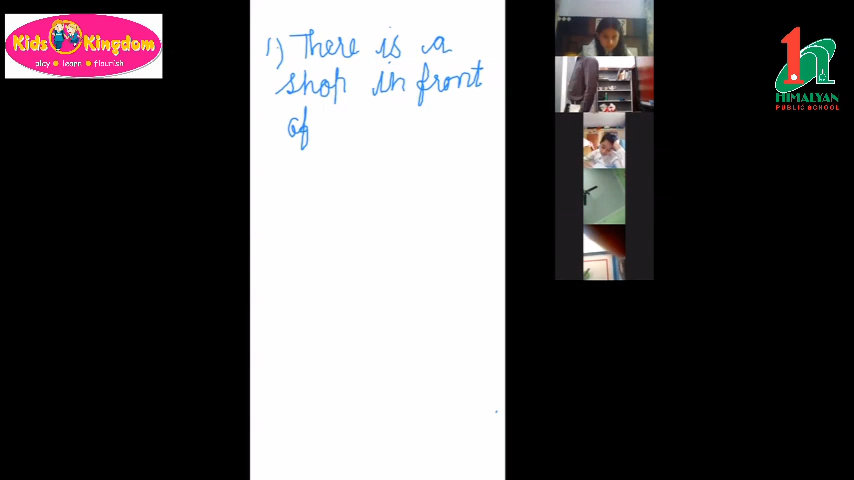 Kids Kingdom
play • learn • flourish
1.) There is a
shop in front
of
HIMALYAN
PUBLIC SCHOOL